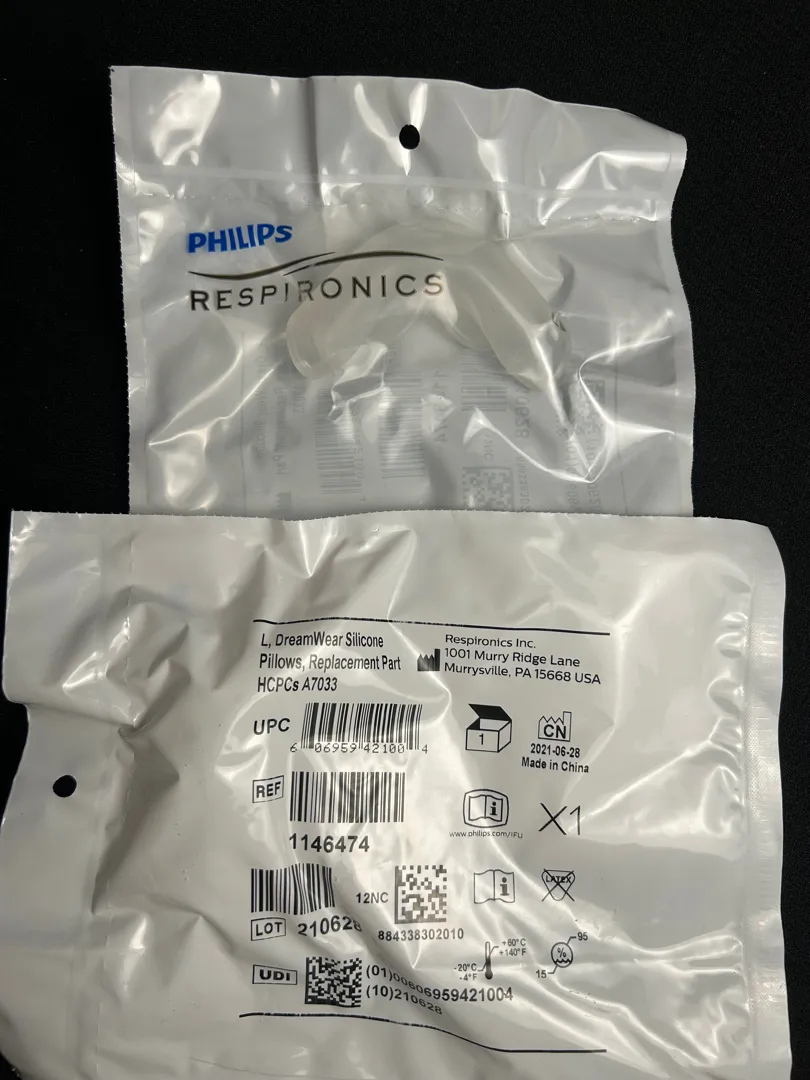 PHILIPS
RESPIRONICS
L, DreamWear Silicone
Pillows, Replacement Part
HCPCs A7033
Respironics Inc.
1001 Murry Ridge Lane
Murrysville, PA 15668 USA
UPC
6 06959 42100 4
1
CN
2021-06-28
Made in China
REF
1146474
www.philips.com/IFU
X1
LOT
210628
12NC
884338302010
LATEX
-20°C
-4°F
+60°C
+140°F
%
95
15
UDI
(01)00606959421004
(10)210628